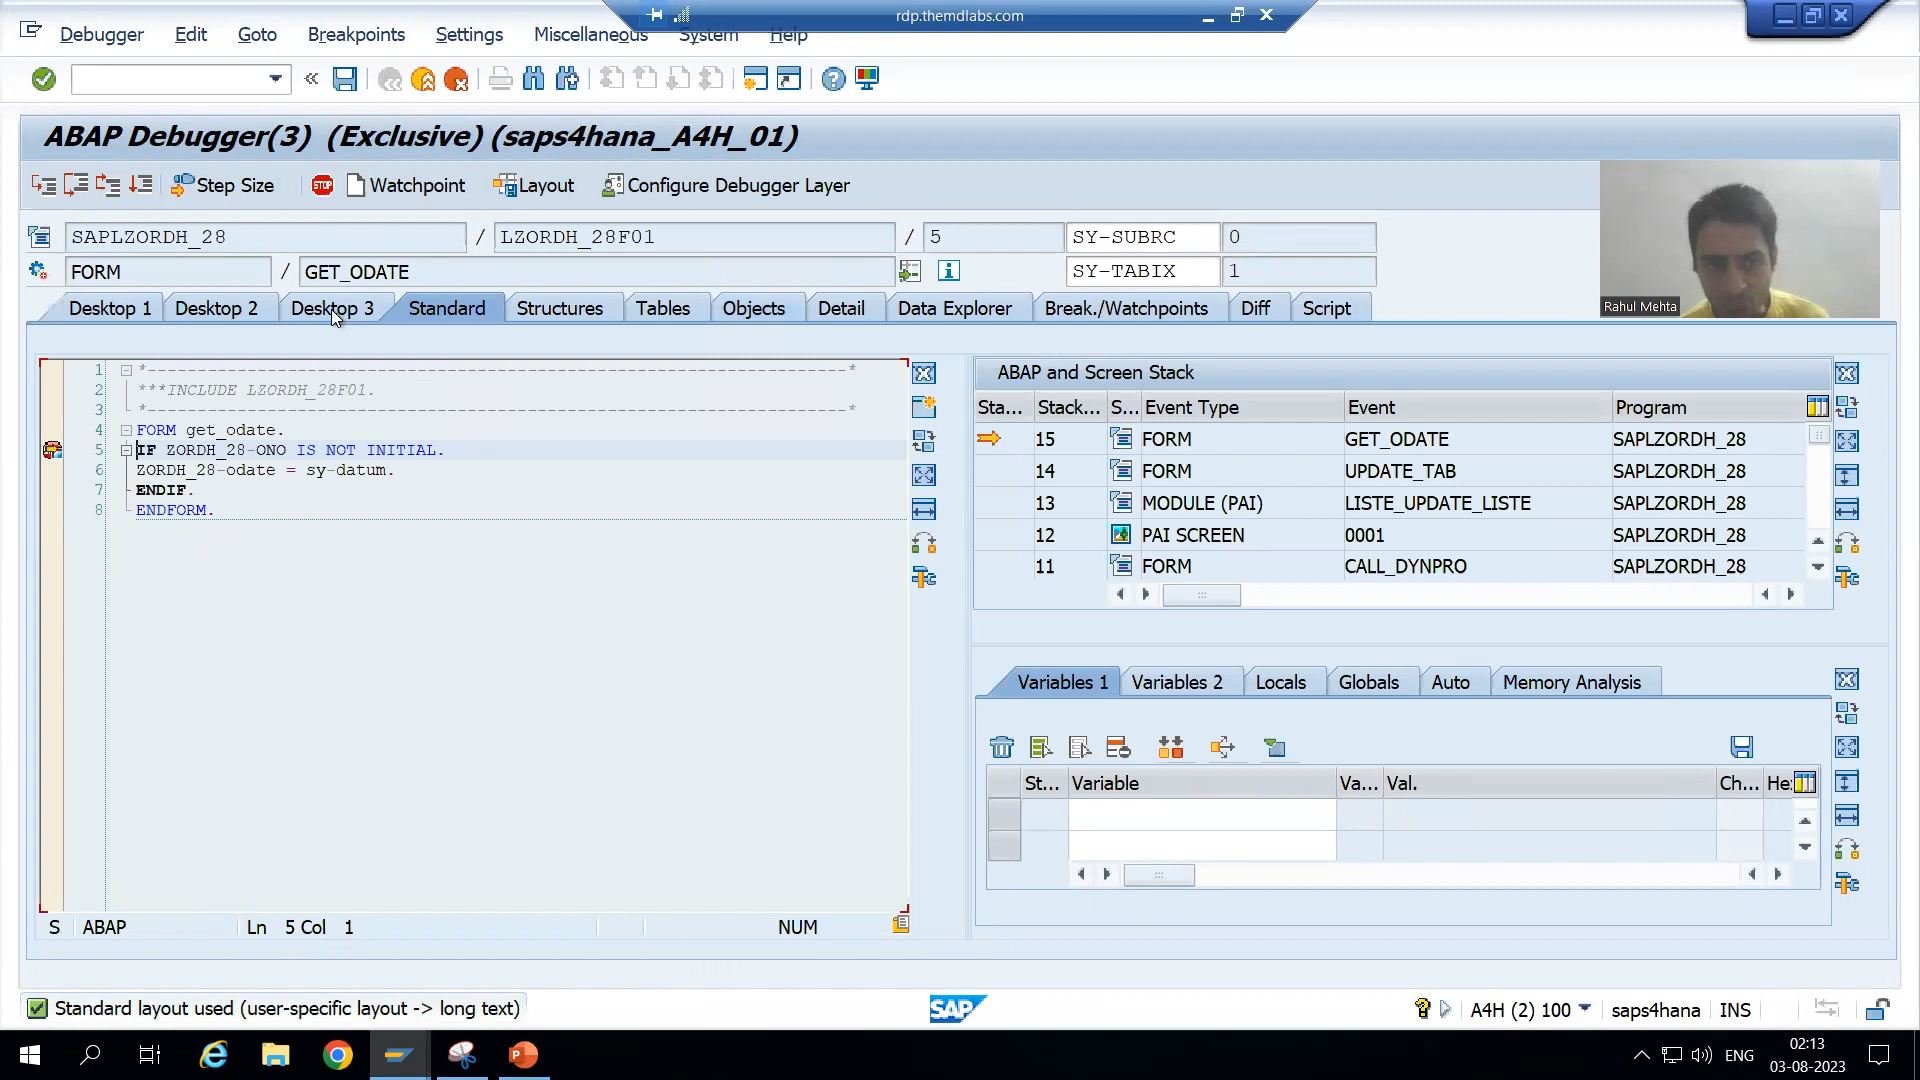 rdp.themdlabs.com
Debugger Edit Goto Breakpoints Settings Miscellaneous System Help
ABAP Debugger(3) (Exclusive) (saps4hana_A4H_01)
Step Size STOP Watchpoint Layout Configure Debugger Layer
SAPLZORDH_28 / LZORDH_28F01 / 5 SY-SUBRC 0
FORM / GET_ODATE SY-TABIX 1
Rahul Mehta
Desktop 1 Desktop 2 Desktop 3 Standard Structures Tables Objects Detail Data Explorer Break./Watchpoints Diff Script
1 *----------------------------------------------------------------------*
2 ***INCLUDE LZORDH_28F01.
3 *----------------------------------------------------------------------*
4 FORM get_odate.
5 IF ZORDH_28-ONO IS NOT INITIAL.
6 ZORDH_28-odate = sy-datum.
7 ENDIF.
8 ENDFORM.
S ABAP Ln 5 Col 1 NUM
ABAP and Screen Stack
Sta... Stack... S... Event Type Event Program
15 FORM GET_ODATE SAPLZORDH_28
14 FORM UPDATE_TAB SAPLZORDH_28
13 MODULE (PAI) LISTE_UPDATE_LISTE SAPLZORDH_28
12 PAI SCREEN 0001 SAPLZORDH_28
11 FORM CALL_DYNPRO SAPLZORDH_28
Variables 1 Variables 2 Locals Globals Auto Memory Analysis
St... Variable Va... Val. Ch... He
Standard layout used (user-specific layout -> long text)
SAP
A4H (2) 100 saps4hana INS
ENG
02:13
03-08-2023